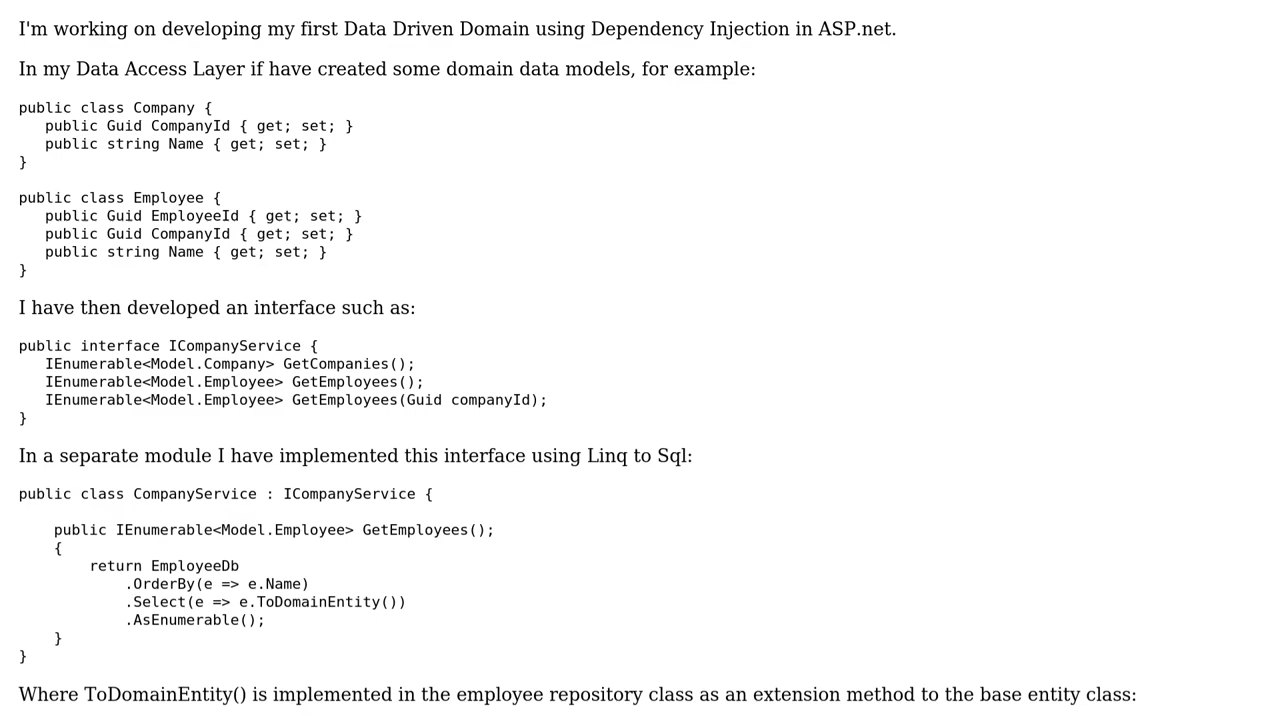 I'm working on developing my first Data Driven Domain using Dependency Injection in ASP.net.
In my Data Access Layer if have created some domain data models, for example:
public class Company {
   public Guid CompanyId { get; set; }
   public string Name { get; set; }
}
public class Employee {
   public Guid EmployeeId { get; set; }
   public Guid CompanyId { get; set; }
   public string Name { get; set; }
}
I have then developed an interface such as:
public interface ICompanyService {
   IEnumerable<Model.Company> GetCompanies();
   IEnumerable<Model.Employee> GetEmployees();
   IEnumerable<Model.Employee> GetEmployees(Guid companyId);
}
In a separate module I have implemented this interface using Linq to Sql:
public class CompanyService : ICompanyService {
    public IEnumerable<Model.Employee> GetEmployees();
    {
        return EmployeeDb
            .OrderBy(e => e.Name)
            .Select(e => e.ToDomainEntity())
            .AsEnumerable();
    }
}
Where ToDomainEntity() is implemented in the employee repository class as an extension method to the base entity class: